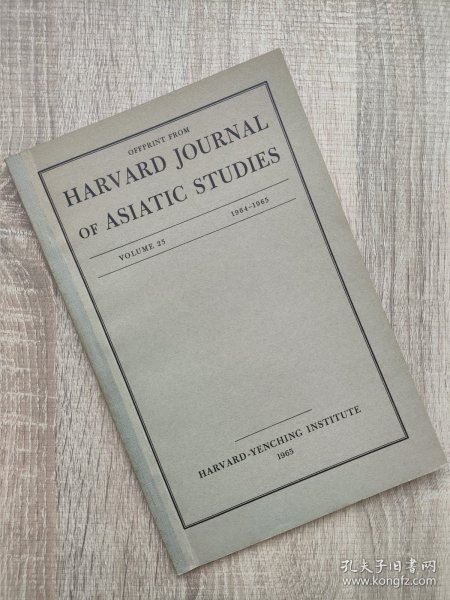 OFFPRINT FROM
HARVARD JOURNAL
OF ASIATIC STUDIES
VOLUME 25 1964–1965
HARVARD-YENCHING INSTITUTE
1965
孔夫子旧书网
www.kongfz.com